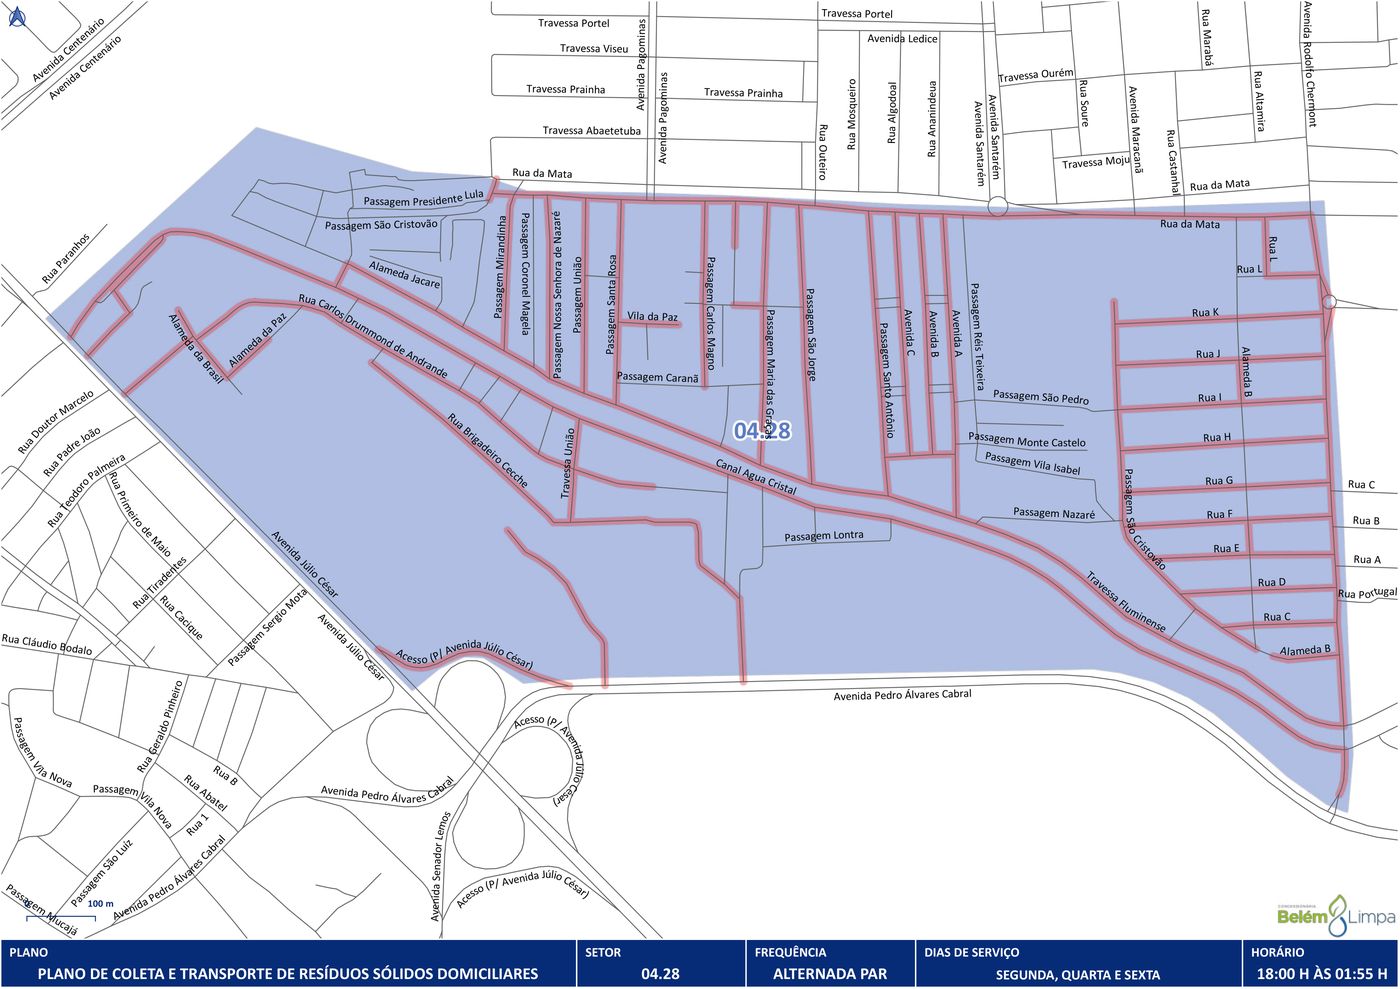 Avenida Centenário
Avenida Centenário
Travessa Portel
Travessa Portel
Travessa Viseu
Avenida Ledice
Travessa Prainha
Travessa Prainha
Travessa Abaetetuba
Avenida Pagominas
Avenida Pagominas
Rua Outeiro
Rua Mosqueiro
Rua Algodoal
Rua Ananindena
Avenida Santarém
Avenida Santarém
Travessa Ourém
Rua Soure
Travessa Moju
Avenida Maracanã
Rua Castanhal
Rua Marabá
Rua Altamira
Avenida Rodolfo Chermont
Rua da Mata
Rua da Mata
Rua da Mata
Passagem Presidente Lula
Passagem São Cristovão
Alameda Jacare
Rua Paranhos
Passagem Mirandinha
Passagem Coronel Magela
Passagem Nossa Senhora de Nazaré
Passagem União
Passagem Santa Rosa
Vila da Paz
Passagem Caranã
Passagem Carlos Magno
Passagem Maria das Graças
Passagem São Jorge
Passagem Santo Antônio
Avenida C
Avenida B
Avenida A
Passagem Réis Teixeira
Passagem São Pedro
Passagem Monte Castelo
Passagem Vila Isabel
Passagem Nazaré
Passagem São Cristovão
Rua L
Rua L
Rua K
Rua J
Alameda B
Rua I
Rua H
Rua G
Rua F
Rua E
Rua D
Rua C
Alameda B
Rua C
Rua B
Rua A
Rua Portugal
Rua Carlos Drummond de Andrande
Alameda da Paz
Alameda da Brasil
Rua Brigadeiro Cecche
Travessa União
04.28
Canal Agua Cristal
Passagem Lontra
Travessa Fluminense
Rua Doutor Marcelo
Rua Padre João
Rua Teodoro Palmeira
Rua Primeiro de Maio
Rua Tiradentes
Rua Cacique
Passagem Sergio Mota
Avenida Júlio César
Avenida Júlio César
Rua Cláudio Bodalo
Acesso (P/ Avenida Júlio César)
Avenida Pedro Álvares Cabral
Passagem Vila Nova
Rua Geraldo Pinheiro
Rua B
Rua Abatel
Passagem Vila Nova
Rua 1
Passagem São Luiz
Avenida Pedro Álvares Cabral
Avenida Pedro Álvares Cabral
Passagem Mucajá
Avenida Senador Lemos
Acesso (P/ Avenida Júlio César)
Acesso (P/ Avenida Júlio César)
0 100 m
CONCESSIONÁRIA
Belém Limpa
PLANO
PLANO DE COLETA E TRANSPORTE DE RESÍDUOS SÓLIDOS DOMICILIARES
SETOR
04.28
FREQUÊNCIA
ALTERNADA PAR
DIAS DE SERVIÇO
SEGUNDA, QUARTA E SEXTA
HORÁRIO
18:00 H ÀS 01:55 H